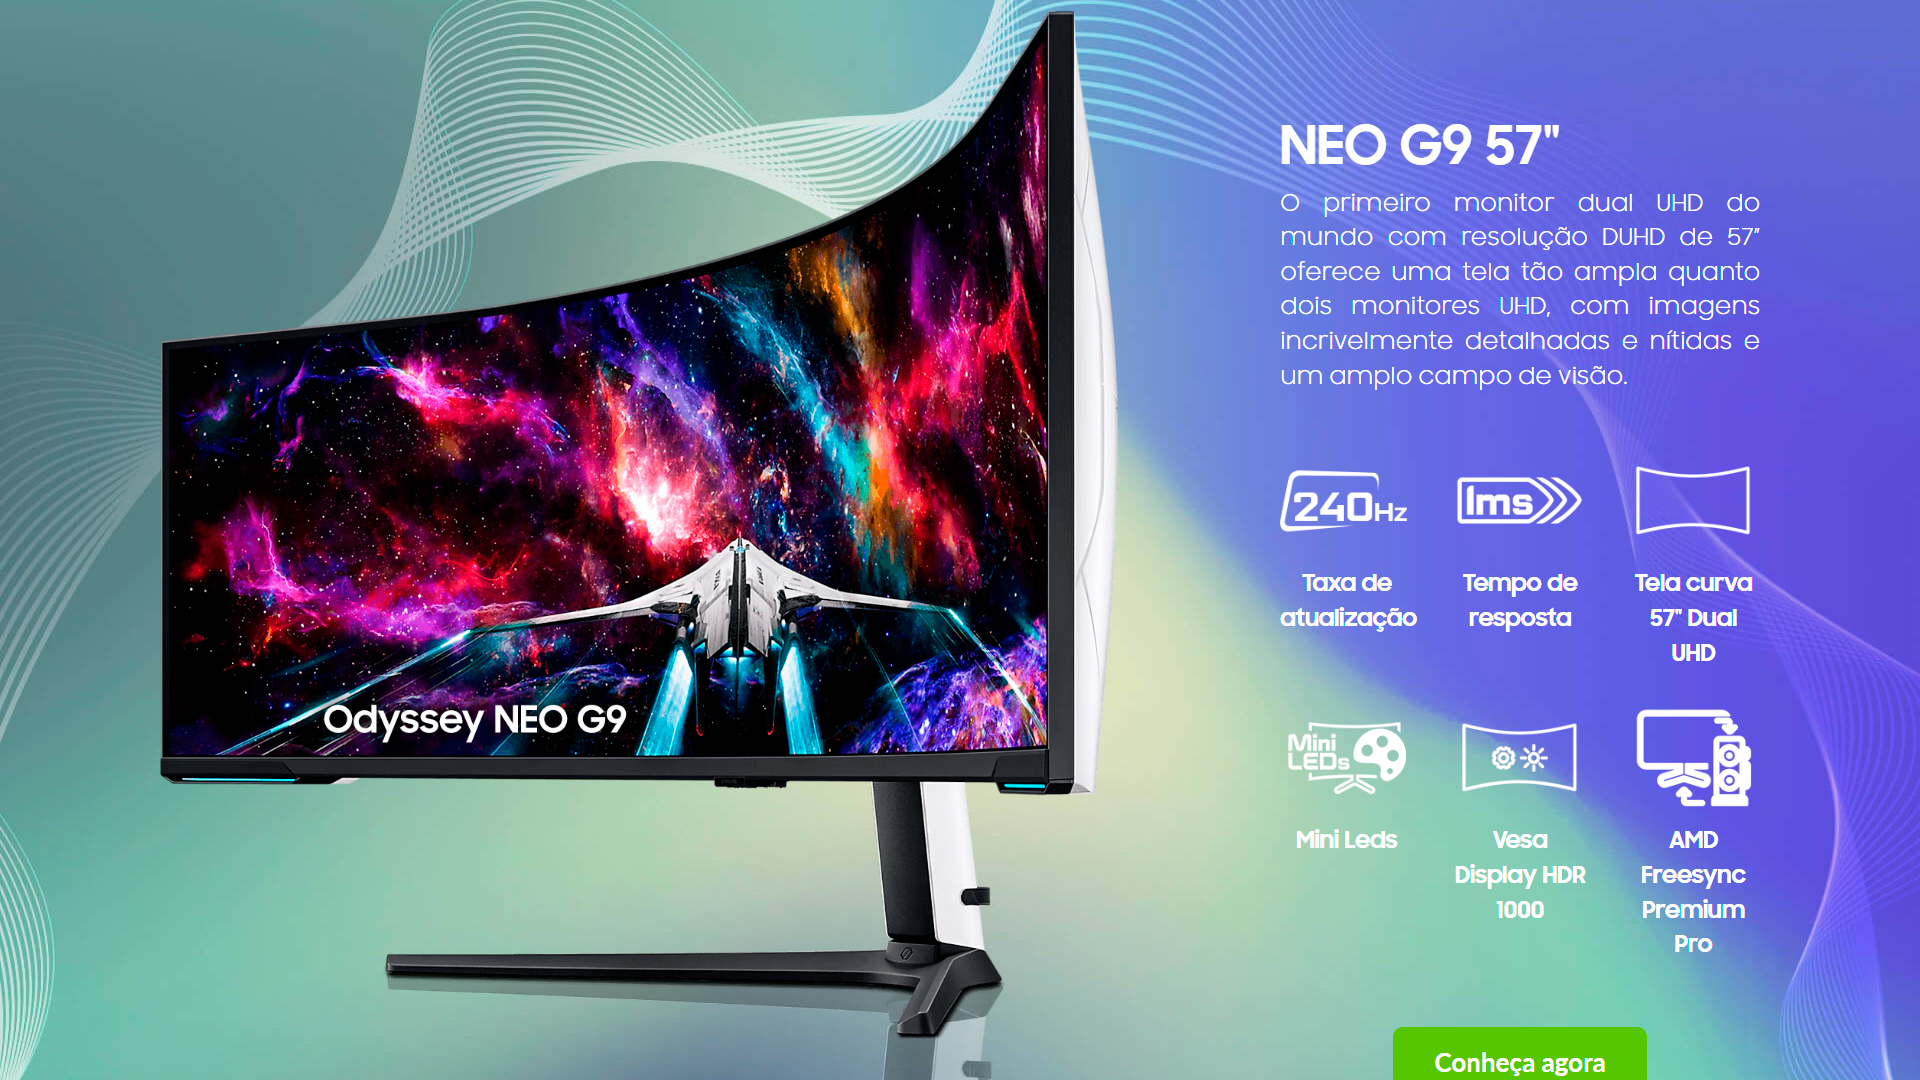 NEO G9 57"
O primeiro monitor dual UHD do
mundo com resolução DUHD de 57"
oferece uma tela tão ampla quanto
dois monitores UHD, com imagens
incrivelmente detalhadas e nítidas e
um amplo campo de visão.
240Hz
1ms
Taxa de
atualização
Tempo de
resposta
Tela curva
57" Dual
UHD
Odyssey NEO G9
Mini
LEDs
Mini Leds
Vesa
Display HDR
1000
AMD
Freesync
Premium
Pro
Conheça agora